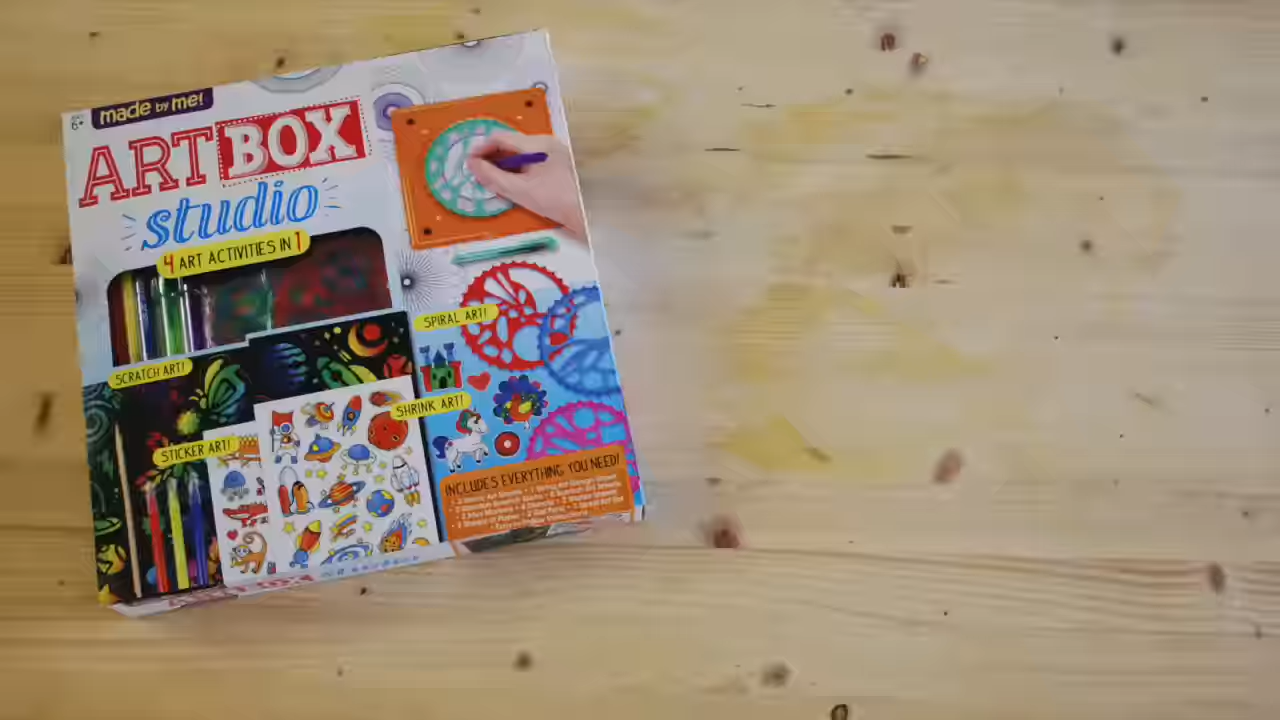 made by me!
AGES
6+
ART BOX
studio
4 ART ACTIVITIES IN 1
SPIRAL ART!
SCRATCH ART!
SHRINK ART!
STICKER ART!
INCLUDES EVERYTHING YOU NEED!